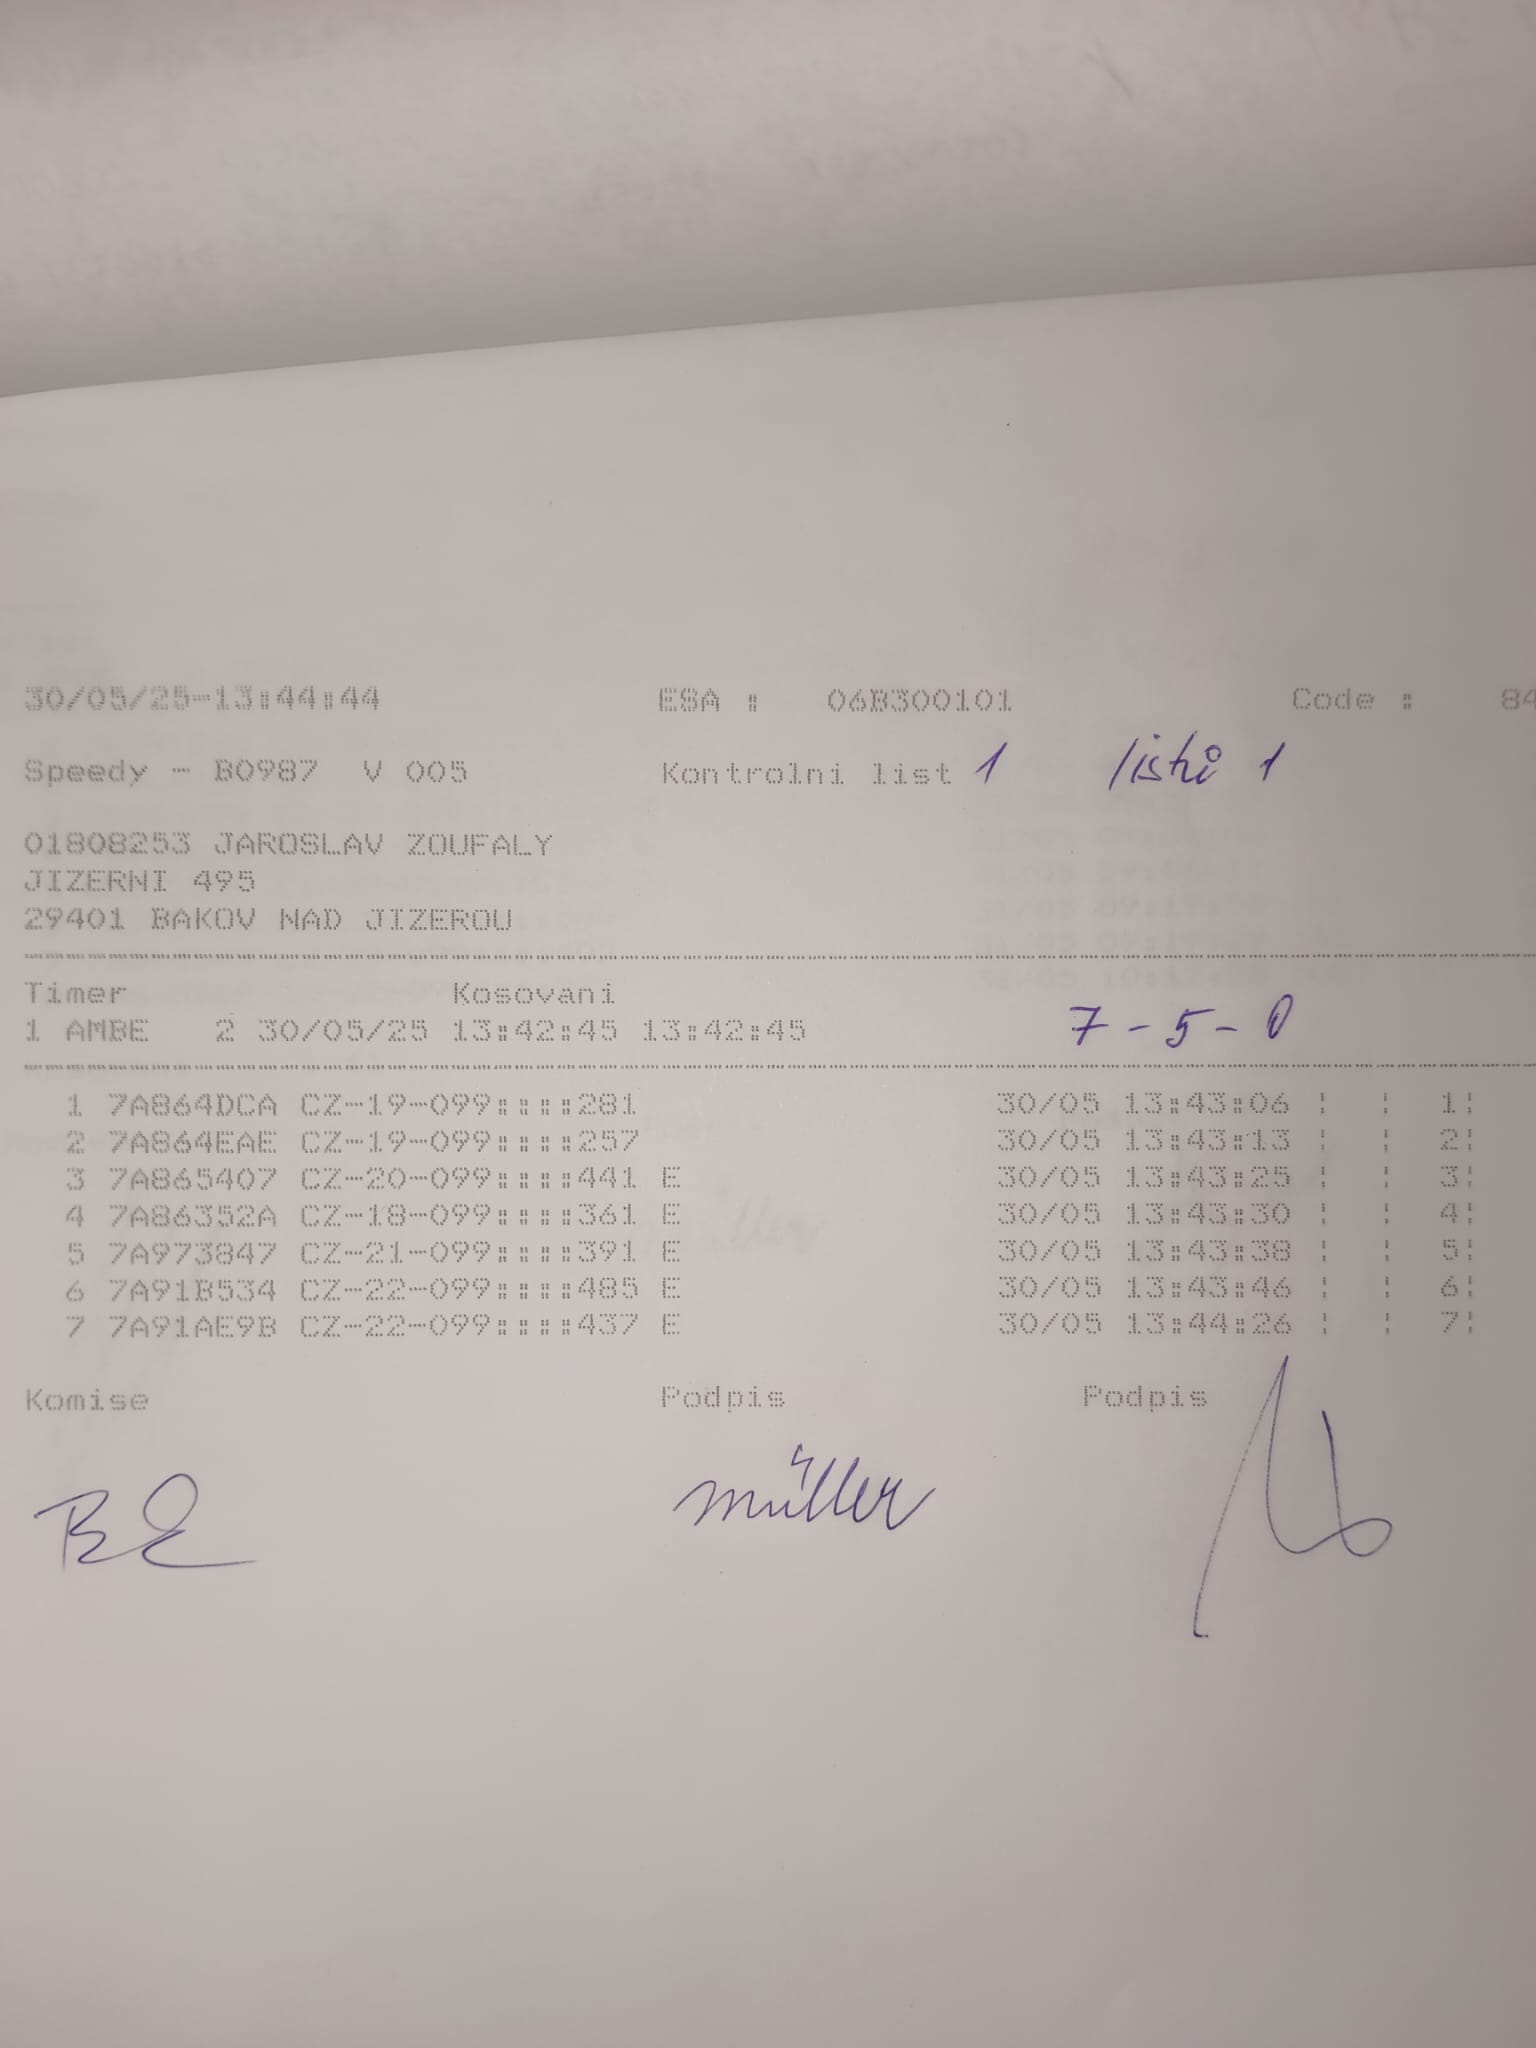 30/05/25-13:44:44 ESA : 06B300101 Code : 84
Speedy - B0987 V 005 Kontrolni list 1 listů 1
01808253 JAROSLAV ZOUFALY
JIZERNI 495
29401 BAKOV NAD JIZEROU
Timer Kosovani
1 AMBE 2 30/05/25 13:42:45 13:42:45 7-5-0
1 7A864DCA CZ-19-099::::281 30/05 13:43:06 ¦ ¦ 1¦
2 7A864EAE CZ-19-099::::257 30/05 13:43:13 ¦ ¦ 2¦
3 7A865407 CZ-20-099::::441 E 30/05 13:43:25 ¦ ¦ 3¦
4 7A86352A CZ-18-099::::361 E 30/05 13:43:30 ¦ ¦ 4¦
5 7A973847 CZ-21-099::::391 E 30/05 13:43:38 ¦ ¦ 5¦
6 7A91B534 CZ-22-099::::485 E 30/05 13:43:46 ¦ ¦ 6¦
7 7A91AE9B CZ-22-099::::437 E 30/05 13:44:26 ¦ ¦ 7¦
Komise Podpis Podpis
müller